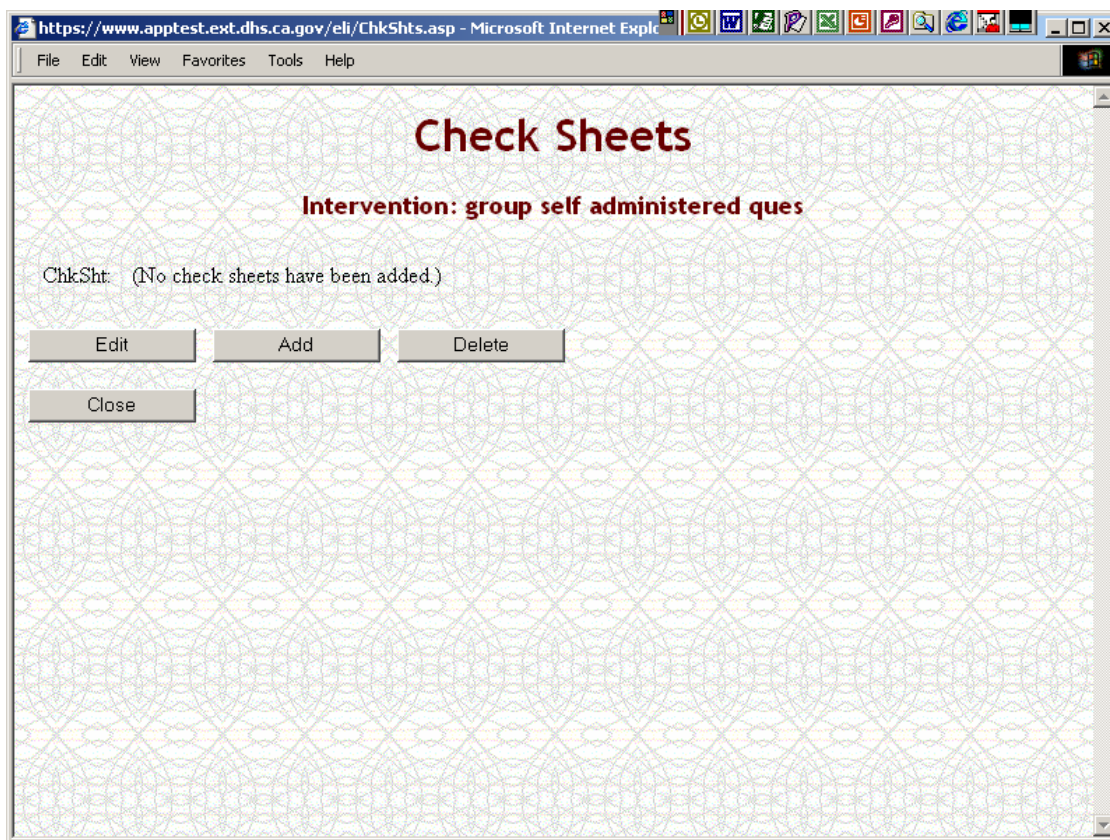 https://www.apptest.ext.dhs.ca.gov/eli/ChkShts.asp - Microsoft Internet Explc
File Edit View Favorites Tools Help
Check Sheets
Intervention: group self administered ques
ChkSht: (No check sheets have been added.)
Edit Add Delete
Close